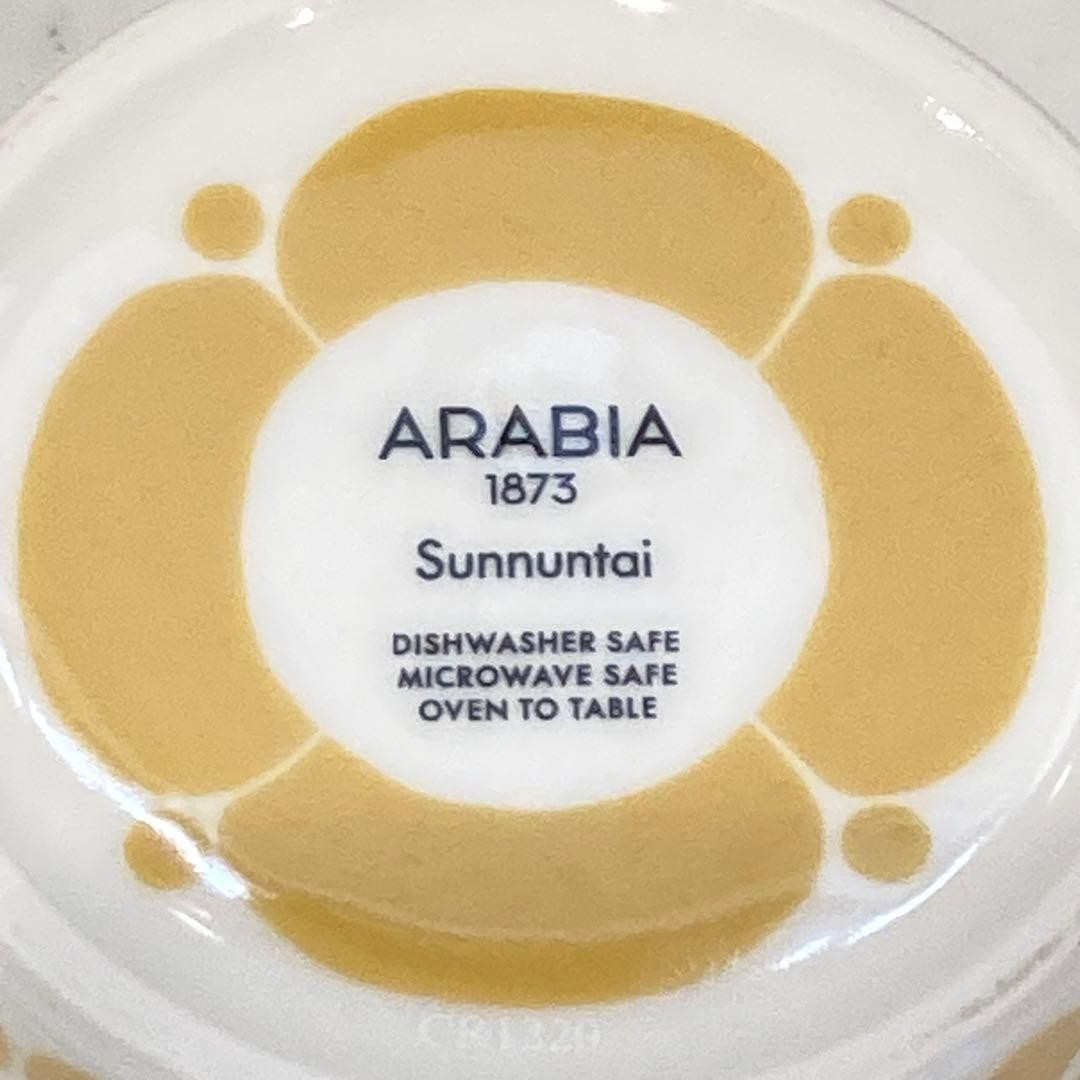 ARABIA
1873
Sunnuntai
DISHWASHER SAFE
MICROWAVE SAFE
OVEN TO TABLE